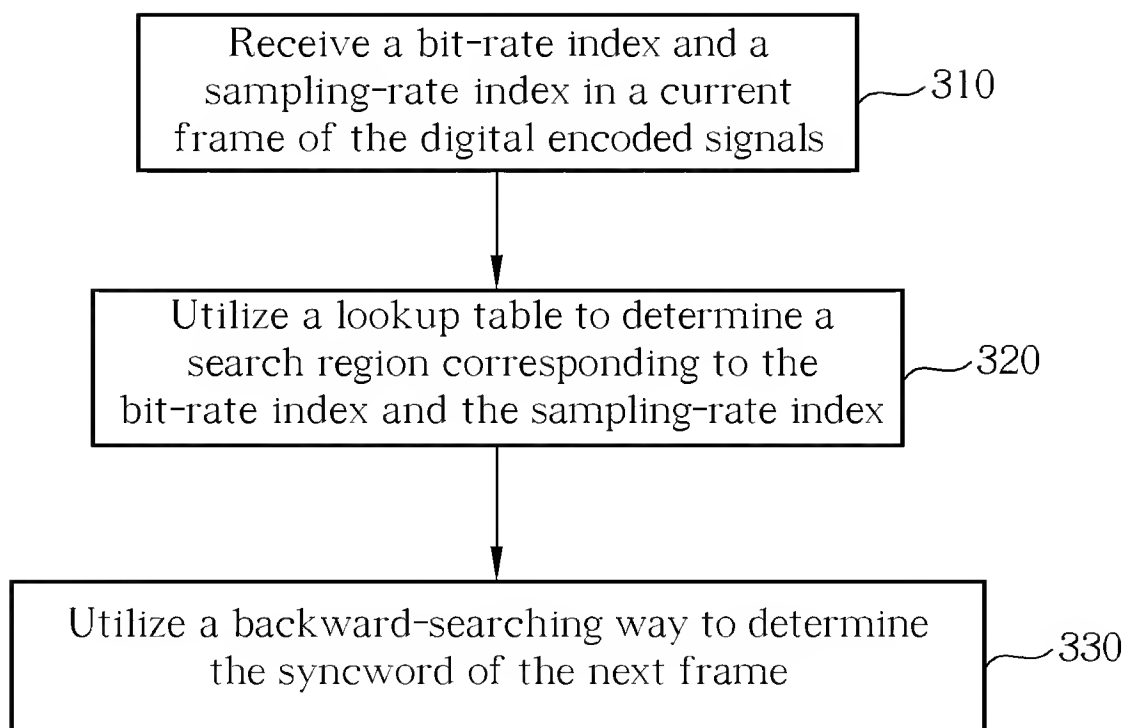 Receive a bit-rate index and a
sampling-rate index in a current
frame of the digital encoded signals
310
Utilize a lookup table to determine a
search region corresponding to the
bit-rate index and the sampling-rate index
320
Utilize a backward-searching way to determine
the syncword of the next frame
330